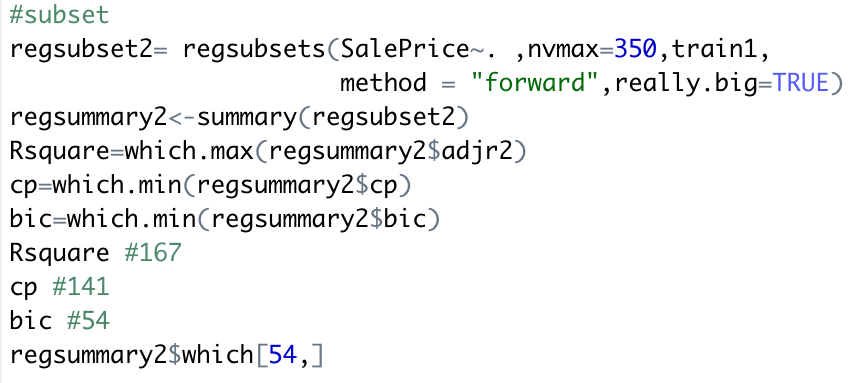 #subset
regsubset2= regsubsets(SalePrice~. ,nvmax=350,train1,
method = "forward",really.big=TRUE)
regsummary2<-summary(regsubset2)
Rsquare=which.max(regsummary2$adjr2)
cp=which.min(regsummary2$cp)
bic=which.min(regsummary2$bic)
Rsquare #167
cp #141
bic #54
regsummary2$which[54,]